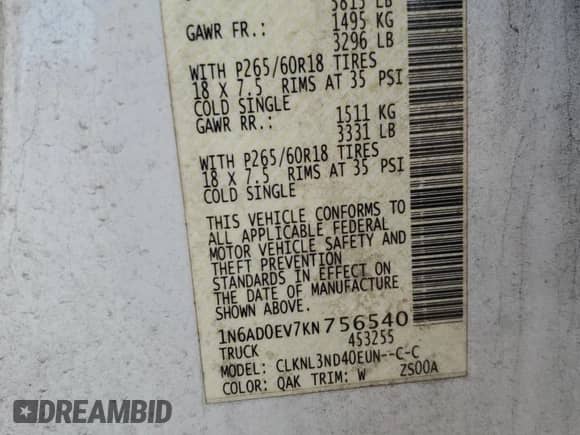 5815 LB
GAWR FR.: 1495 KG
3296 LB
WITH P265/60R18 TIRES
18 X 7.5 RIMS AT 35 PSI
COLD SINGLE
GAWR RR.: 1511 KG
3331 LB
WITH P265/60R18 TIRES
18 X 7.5 RIMS AT 35 PSI
COLD SINGLE
THIS VEHICLE CONFORMS TO
ALL APPLICABLE FEDERAL
MOTOR VEHICLE SAFETY AND
THEFT PREVENTION
STANDARDS IN EFFECT ON
THE DATE OF MANUFACTURE
SHOWN ABOVE.
1N6AD0EV7KN756540
TRUCK 453255
MODEL: CLKNL3ND40EUN--C-C
COLOR: QAK TRIM: W ZS00A
DREAMBID